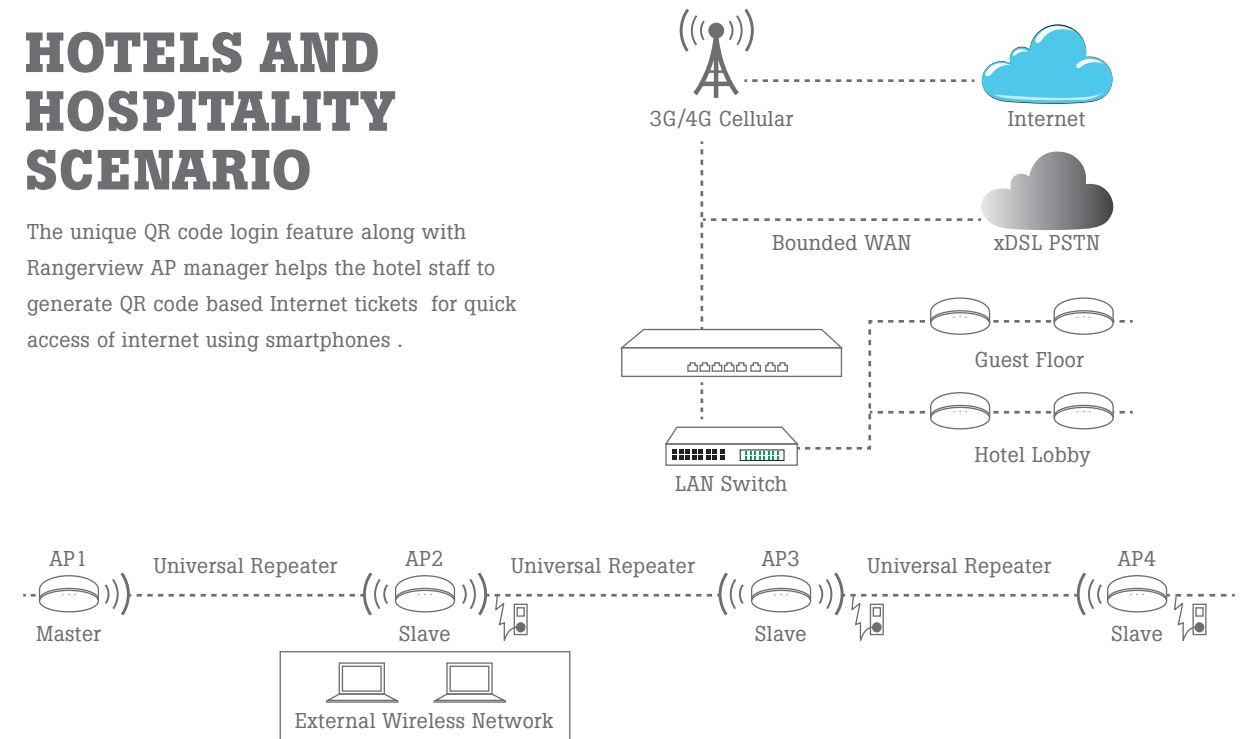 HOTELS AND
HOSPITALITY
SCENARIO
The unique QR code login feature along with
Rangerview AP manager helps the hotel staff to
generate QR code based Internet tickets for quick
access of internet using smartphones .
3G/4G Cellular
Internet
Bounded WAN
xDSL PSTN
Guest Floor
Hotel Lobby
LAN Switch
AP1
Universal Repeater
AP2
Universal Repeater
AP3
Universal Repeater
AP4
Master
Slave
Slave
Slave
External Wireless Network